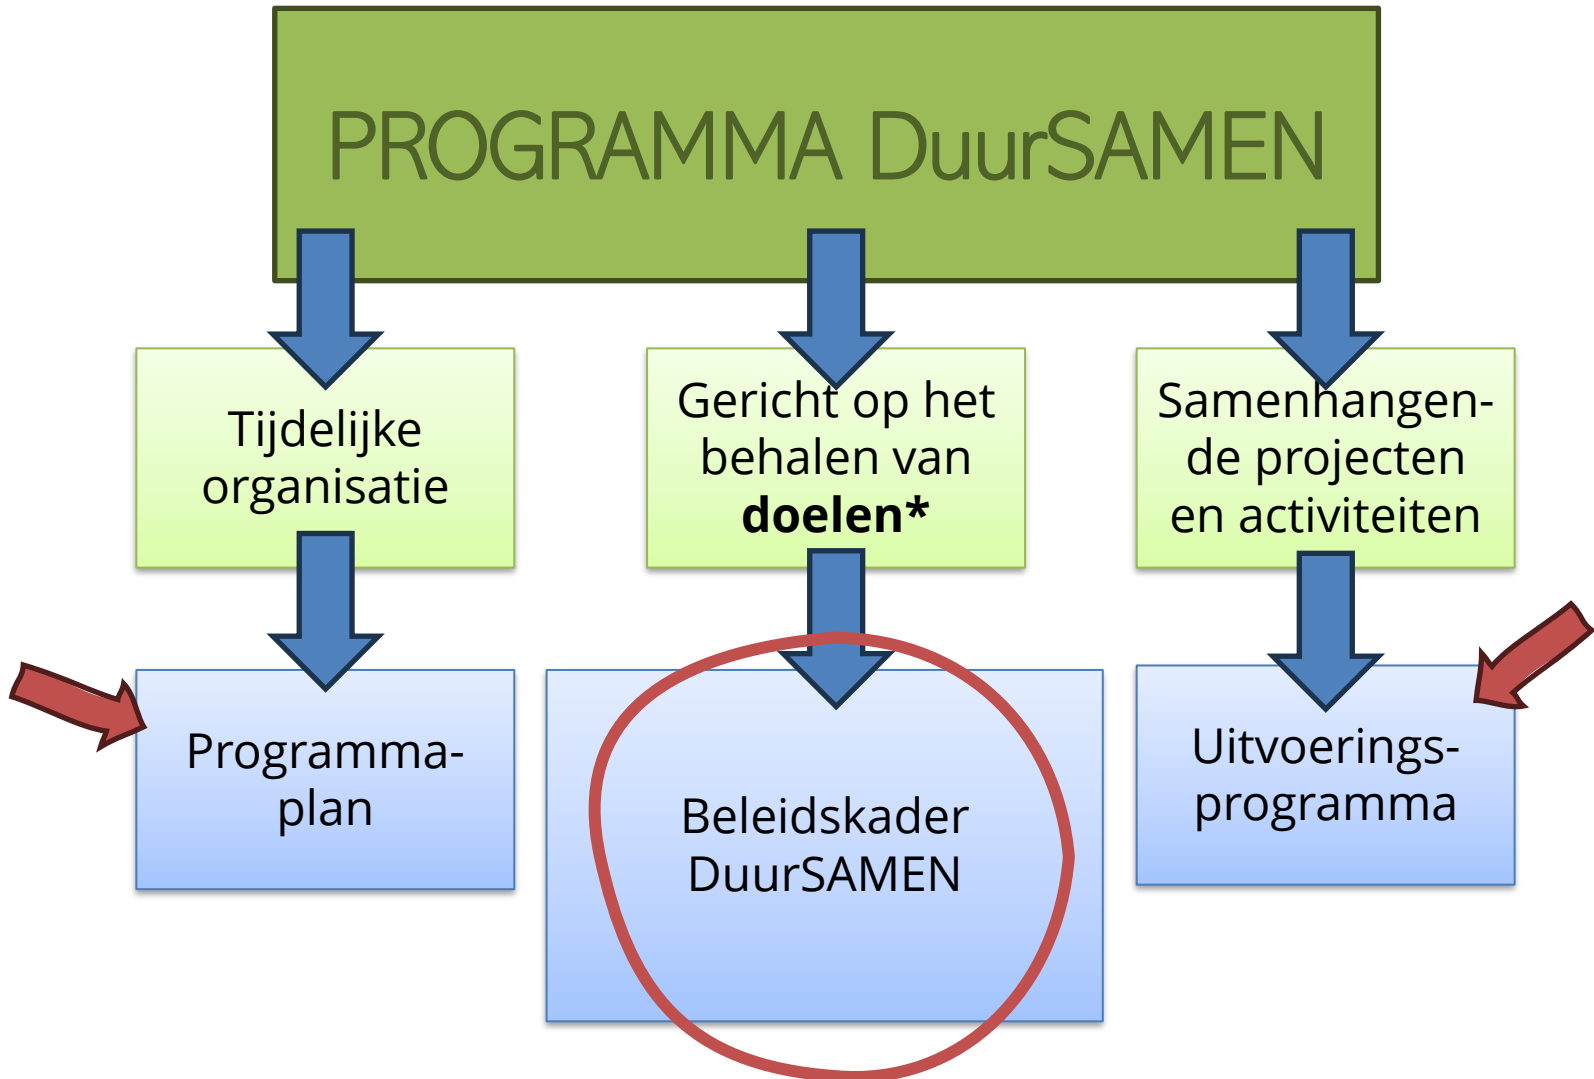 PROGRAMMA DuurSAMEN
Tijdelijke
organisatie
Gericht op het
behalen van
doelen*
Samenhangen-
de projecten
en activiteiten
Programma-
plan
Beleidskader
DuurSAMEN
Uitvoerings-
programma